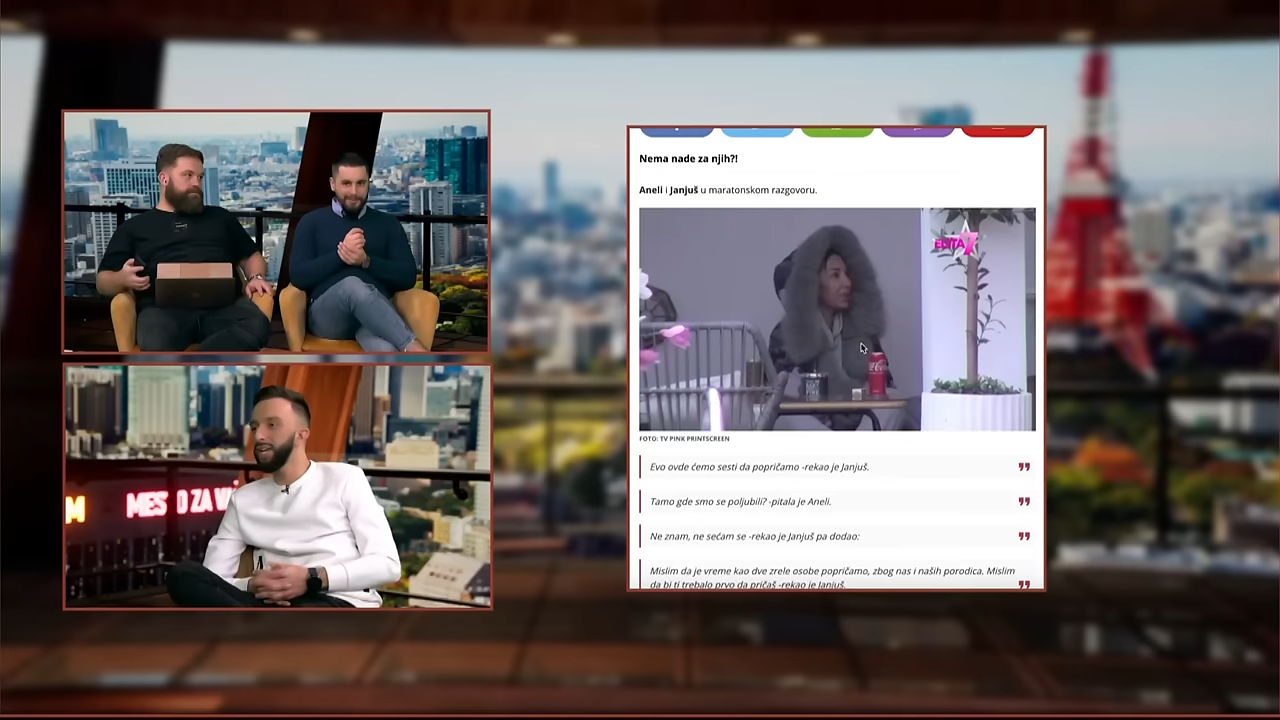 M
MESTO ZA V
Nema nade za njih?!
Aneli i Janjuš u maratonskom razgovoru.
ELITA 7
FOTO: TV PINK PRINTSCREEN
Evo ovde ćemo sesti da popričamo -rekao je Janjuš.
Tamo gde smo se poljubili? -pitala je Aneli.
Ne znam, ne sećam se -rekao je Janjuš pa dodao:
Mislim da je vreme kao dve zrele osobe popričamo, zbog nas i naših porodica. Mislim
da bi ti trebalo prvo da pričaš -rekao je Janjuš.